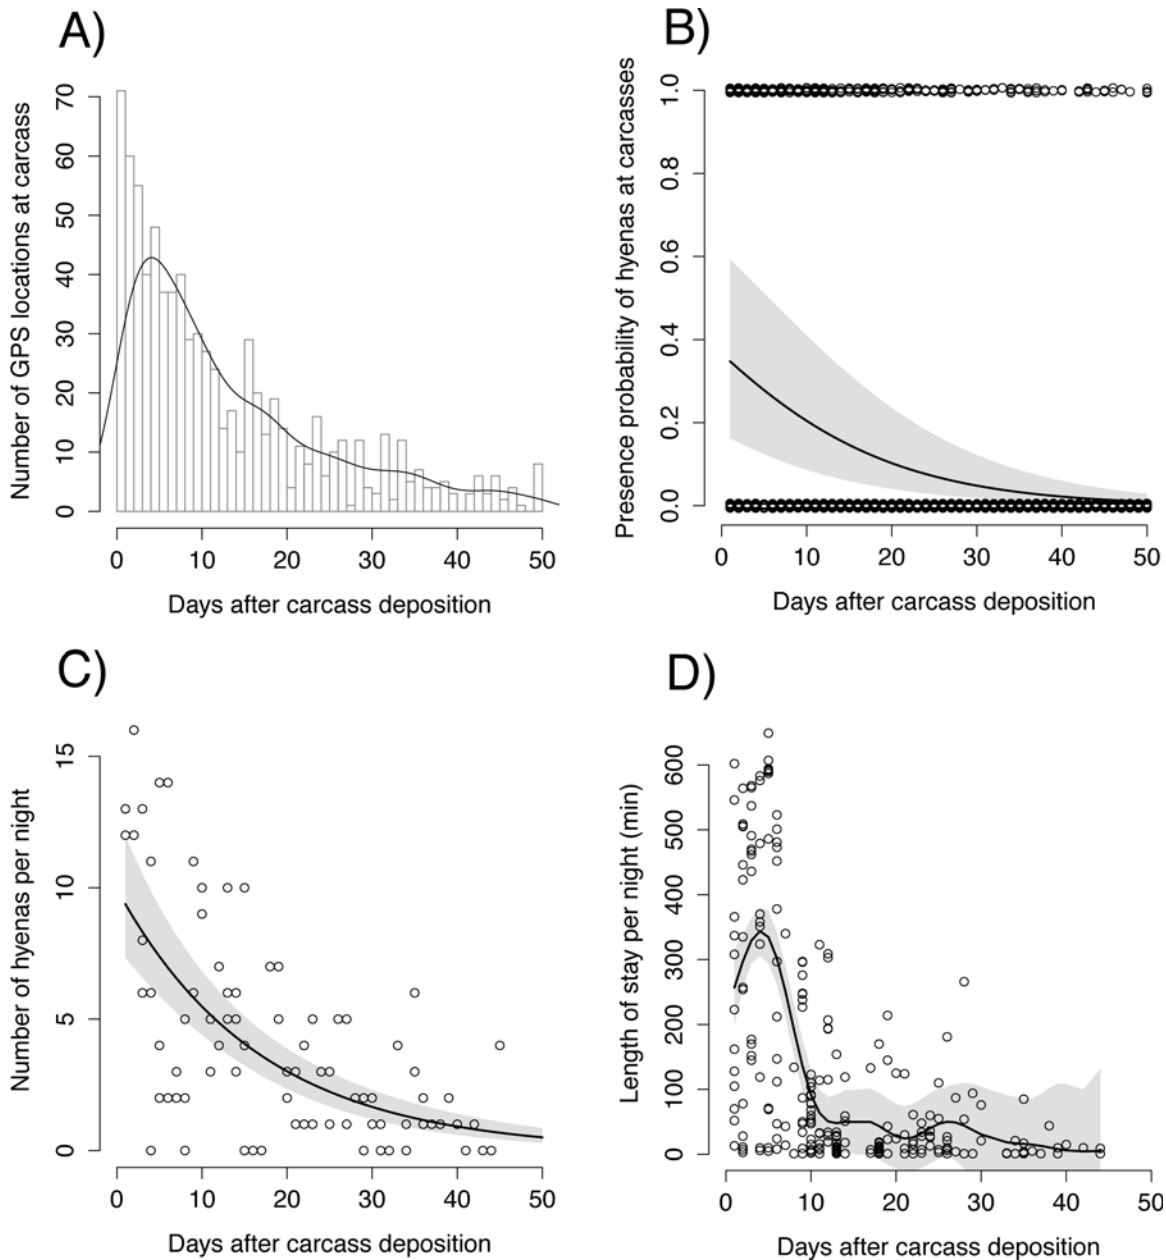 A)
Number of GPS locations at carcass
70
60
50
40
30
20
10
0
0 10 20 30 40 50
Days after carcass deposition
B)
Presence probability of hyenas at carcasses
1.0
0.8
0.6
0.4
0.2
0.0
0 10 20 30 40 50
Days after carcass deposition
C)
Number of hyenas per night
15
10
5
0
0 10 20 30 40 50
Days after carcass deposition
D)
Length of stay per night (min)
600
500
400
300
200
100
0
0 10 20 30 40 50
Days after carcass deposition